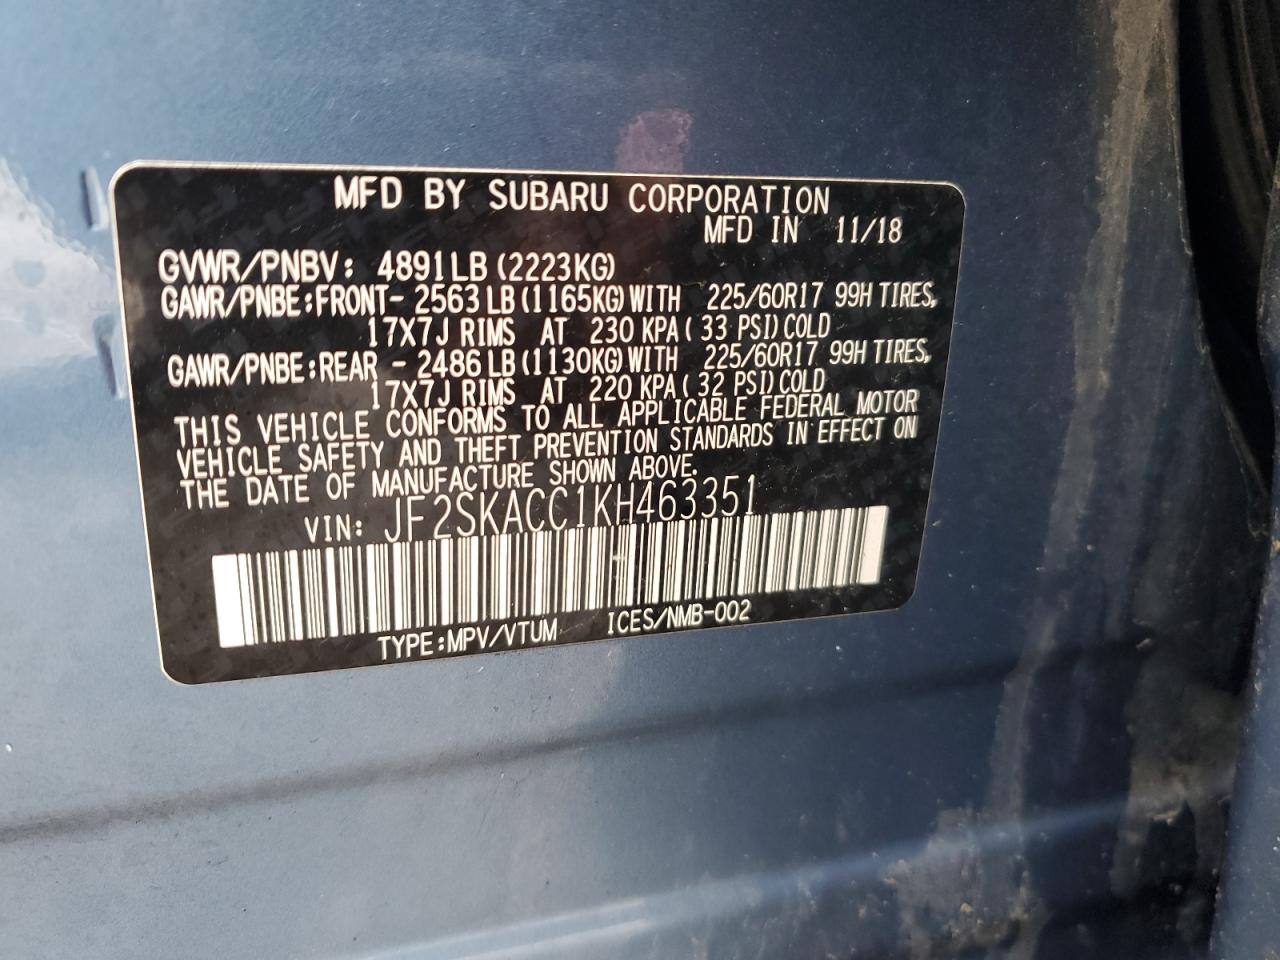 MFD BY SUBARU CORPORATION
MFD IN 11/18
GVWR/PNBV: 4891LB (2223KG)
GAWR/PNBE:FRONT- 2563 LB (1165KG) WITH 225/60R17 99H TIRES,
17X7J RIMS AT 230 KPA ( 33 PSI) COLD
GAWR/PNBE:REAR - 2486 LB (1130KG) WITH 225/60R17 99H TIRES,
17X7J RIMS AT 220 KPA ( 32 PSI) COLD
THIS VEHICLE CONFORMS TO ALL APPLICABLE FEDERAL MOTOR
VEHICLE SAFETY AND THEFT PREVENTION STANDARDS IN EFFECT ON
THE DATE OF MANUFACTURE SHOWN ABOVE.
VIN: JF2SKACC1KH463351
TYPE:MPV/VTUM ICES/NMB-002